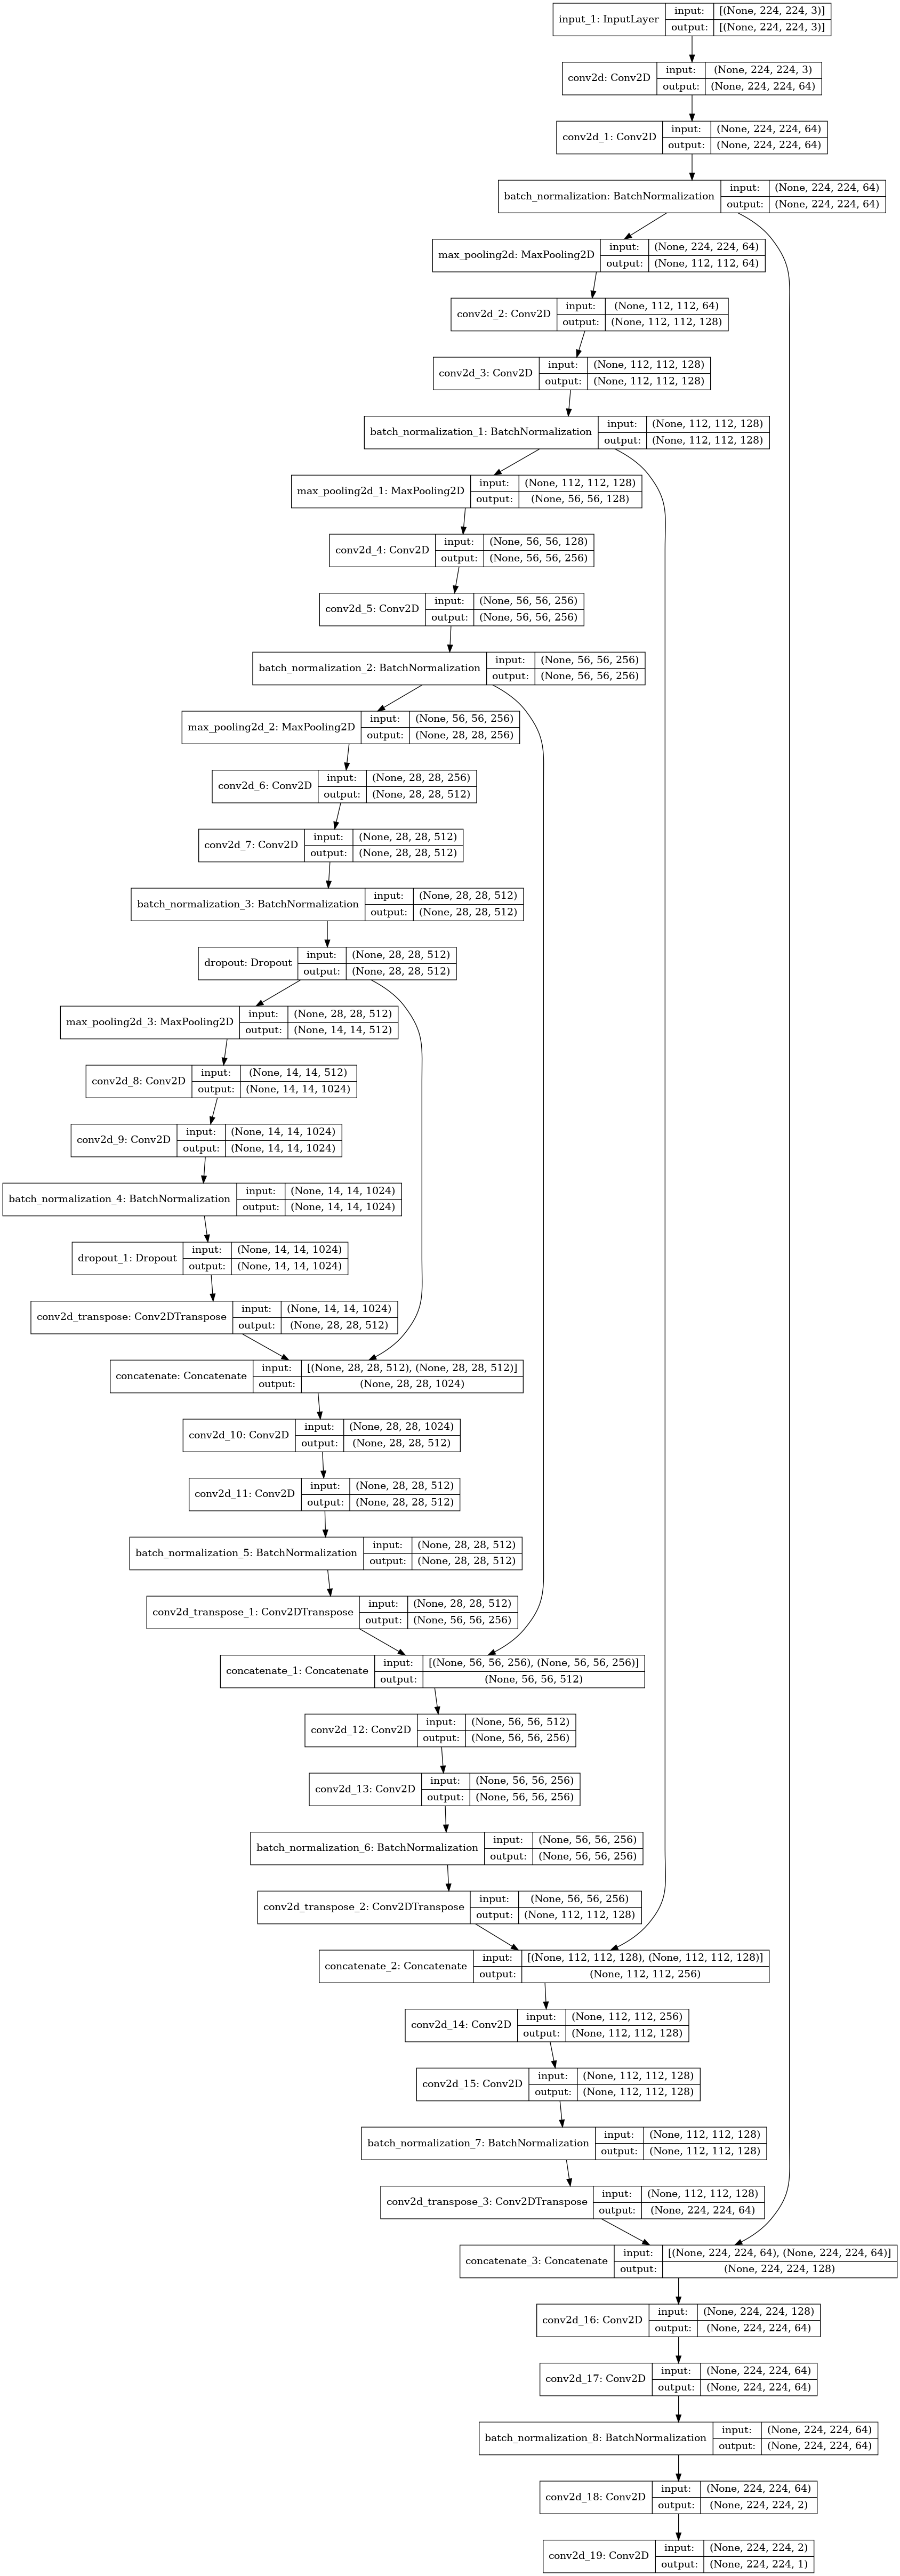 input_1: InputLayer input: [(None, 224, 224, 3)]
output: [(None, 224, 224, 3)]
conv2d: Conv2D input: (None, 224, 224, 3)
output: (None, 224, 224, 64)
conv2d_1: Conv2D input: (None, 224, 224, 64)
output: (None, 224, 224, 64)
batch_normalization: BatchNormalization input: (None, 224, 224, 64)
output: (None, 224, 224, 64)
max_pooling2d: MaxPooling2D input: (None, 224, 224, 64)
output: (None, 112, 112, 64)
conv2d_2: Conv2D input: (None, 112, 112, 64)
output: (None, 112, 112, 128)
conv2d_3: Conv2D input: (None, 112, 112, 128)
output: (None, 112, 112, 128)
batch_normalization_1: BatchNormalization input: (None, 112, 112, 128)
output: (None, 112, 112, 128)
max_pooling2d_1: MaxPooling2D input: (None, 112, 112, 128)
output: (None, 56, 56, 128)
conv2d_4: Conv2D input: (None, 56, 56, 128)
output: (None, 56, 56, 256)
conv2d_5: Conv2D input: (None, 56, 56, 256)
output: (None, 56, 56, 256)
batch_normalization_2: BatchNormalization input: (None, 56, 56, 256)
output: (None, 56, 56, 256)
max_pooling2d_2: MaxPooling2D input: (None, 56, 56, 256)
output: (None, 28, 28, 256)
conv2d_6: Conv2D input: (None, 28, 28, 256)
output: (None, 28, 28, 512)
conv2d_7: Conv2D input: (None, 28, 28, 512)
output: (None, 28, 28, 512)
batch_normalization_3: BatchNormalization input: (None, 28, 28, 512)
output: (None, 28, 28, 512)
dropout: Dropout input: (None, 28, 28, 512)
output: (None, 28, 28, 512)
max_pooling2d_3: MaxPooling2D input: (None, 28, 28, 512)
output: (None, 14, 14, 512)
conv2d_8: Conv2D input: (None, 14, 14, 512)
output: (None, 14, 14, 1024)
conv2d_9: Conv2D input: (None, 14, 14, 1024)
output: (None, 14, 14, 1024)
batch_normalization_4: BatchNormalization input: (None, 14, 14, 1024)
output: (None, 14, 14, 1024)
dropout_1: Dropout input: (None, 14, 14, 1024)
output: (None, 14, 14, 1024)
conv2d_transpose: Conv2DTranspose input: (None, 14, 14, 1024)
output: (None, 28, 28, 512)
concatenate: Concatenate input: [(None, 28, 28, 512), (None, 28, 28, 512)]
output: (None, 28, 28, 1024)
conv2d_10: Conv2D input: (None, 28, 28, 1024)
output: (None, 28, 28, 512)
conv2d_11: Conv2D input: (None, 28, 28, 512)
output: (None, 28, 28, 512)
batch_normalization_5: BatchNormalization input: (None, 28, 28, 512)
output: (None, 28, 28, 512)
conv2d_transpose_1: Conv2DTranspose input: (None, 28, 28, 512)
output: (None, 56, 56, 256)
concatenate_1: Concatenate input: [(None, 56, 56, 256), (None, 56, 56, 256)]
output: (None, 56, 56, 512)
conv2d_12: Conv2D input: (None, 56, 56, 512)
output: (None, 56, 56, 256)
conv2d_13: Conv2D input: (None, 56, 56, 256)
output: (None, 56, 56, 256)
batch_normalization_6: BatchNormalization input: (None, 56, 56, 256)
output: (None, 56, 56, 256)
conv2d_transpose_2: Conv2DTranspose input: (None, 56, 56, 256)
output: (None, 112, 112, 128)
concatenate_2: Concatenate input: [(None, 112, 112, 128), (None, 112, 112, 128)]
output: (None, 112, 112, 256)
conv2d_14: Conv2D input: (None, 112, 112, 256)
output: (None, 112, 112, 128)
conv2d_15: Conv2D input: (None, 112, 112, 128)
output: (None, 112, 112, 128)
batch_normalization_7: BatchNormalization input: (None, 112, 112, 128)
output: (None, 112, 112, 128)
conv2d_transpose_3: Conv2DTranspose input: (None, 112, 112, 128)
output: (None, 224, 224, 64)
concatenate_3: Concatenate input: [(None, 224, 224, 64), (None, 224, 224, 64)]
output: (None, 224, 224, 128)
conv2d_16: Conv2D input: (None, 224, 224, 128)
output: (None, 224, 224, 64)
conv2d_17: Conv2D input: (None, 224, 224, 64)
output: (None, 224, 224, 64)
batch_normalization_8: BatchNormalization input: (None, 224, 224, 64)
output: (None, 224, 224, 64)
conv2d_18: Conv2D input: (None, 224, 224, 64)
output: (None, 224, 224, 2)
conv2d_19: Conv2D input: (None, 224, 224, 2)
output: (None, 224, 224, 1)